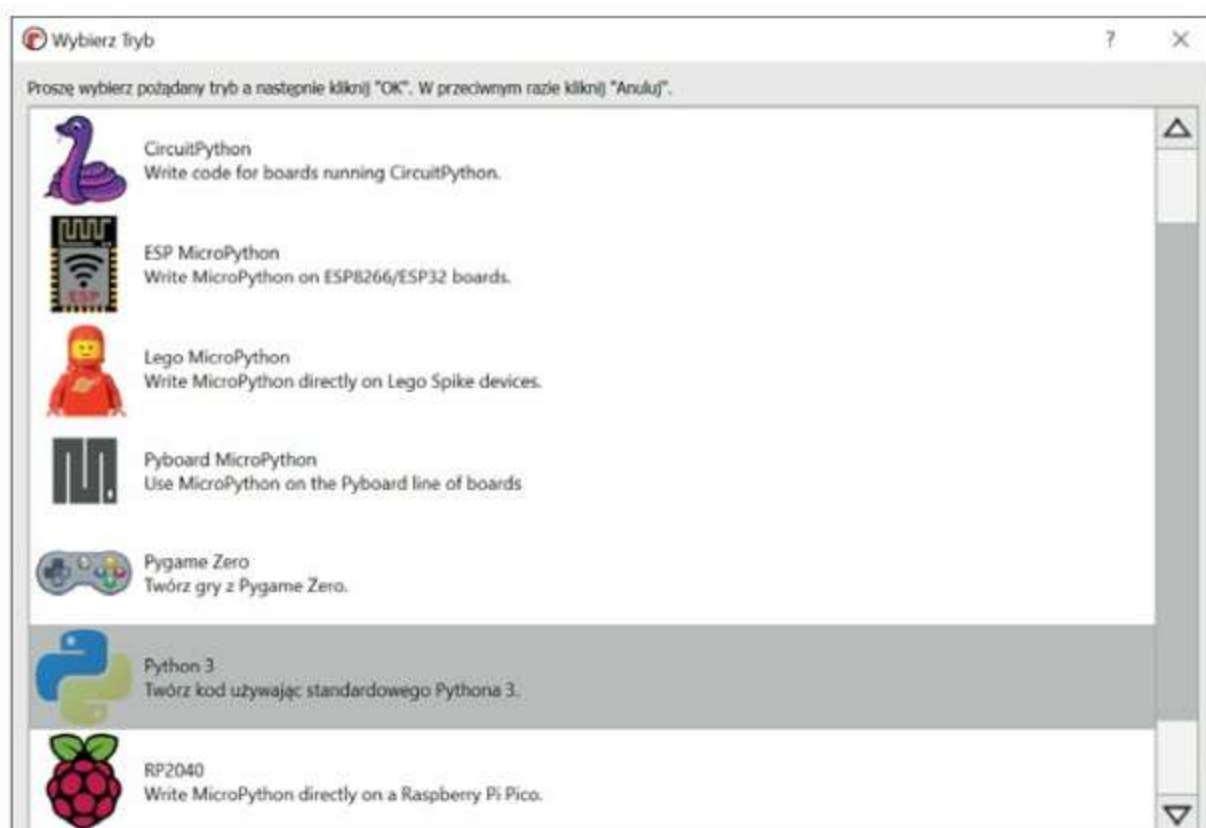 Wybierz Tryb
?
Proszę wybierz pożądany tryb a następnie kliknij "OK". W przeciwnym razie kliknij "Anuluj".
CircuitPython
Write code for boards running CircuitPython.
ESP
ESP MicroPython
Write MicroPython on ESP8266/ESP32 boards.
Lego MicroPython
Write MicroPython directly on Lego Spike devices.
Pyboard MicroPython
Use MicroPython on the Pyboard line of boards
Pygame Zero
Twórz gry z Pygame Zero.
Python 3
Twórz kod używając standardowego Pythona 3.
RP2040
Write MicroPython directly on a Raspberry Pi Pico.